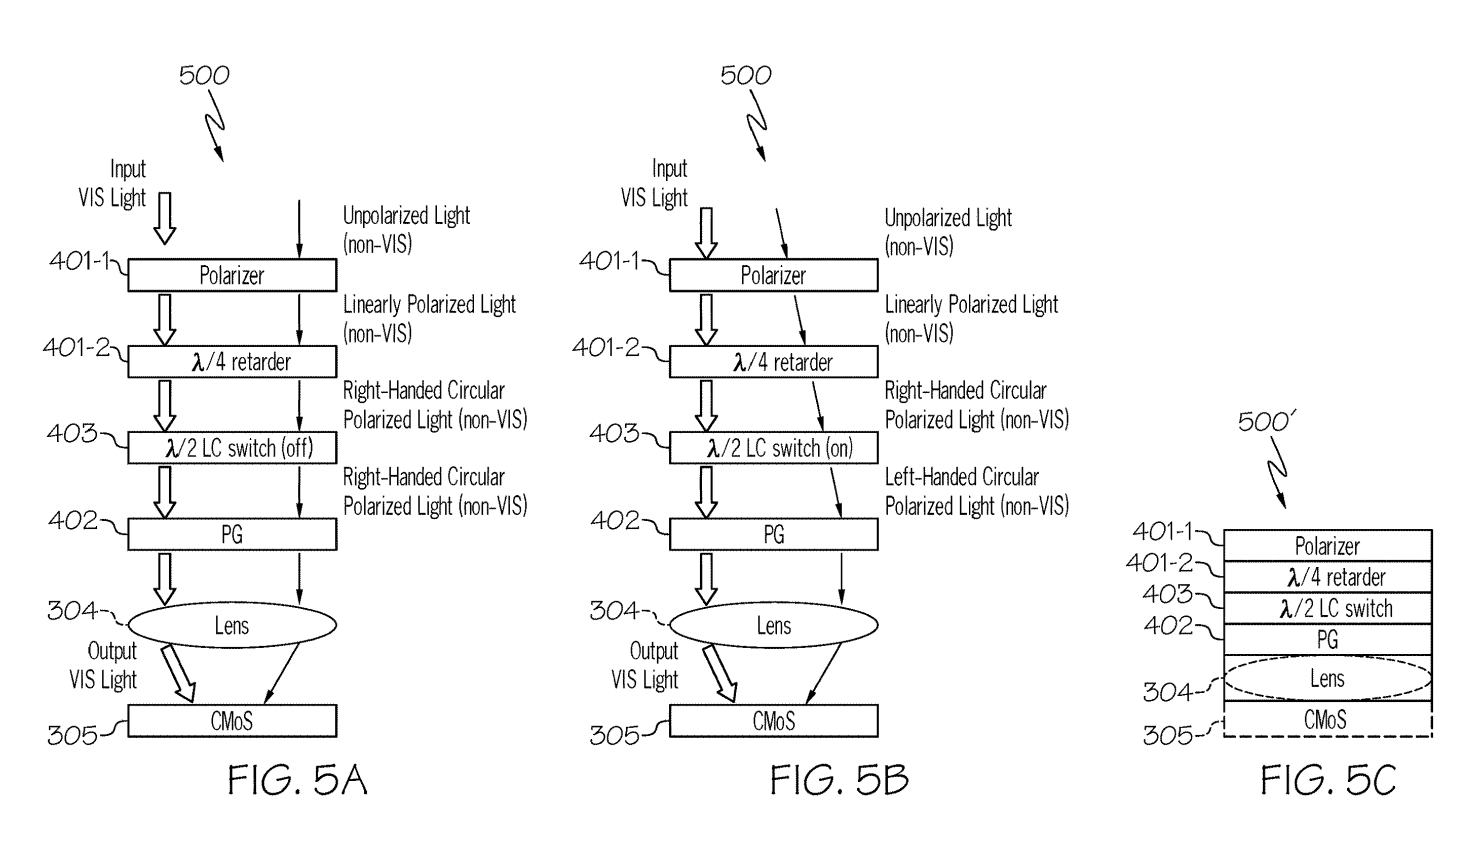 500
Input
VIS Light
Unpolarized Light
(non-VIS)
401-1
Polarizer
Linearly Polarized Light
(non-VIS)
401-2
λ/4 retarder
Right-Handed Circular
Polarized Light (non-VIS)
403
λ/2 LC switch (off)
Right-Handed Circular
Polarized Light (non-VIS)
402
PG
304
Lens
Output
VIS Light
CMoS
305
FIG. 5A
500
Input
VIS Light
Unpolarized Light
(non-VIS)
401-1
Polarizer
Linearly Polarized Light
(non-VIS)
401-2
λ/4 retarder
Right-Handed Circular
Polarized Light (non-VIS)
403
λ/2 LC switch (on)
Left-Handed Circular
Polarized Light (non-VIS)
402
PG
304
Lens
Output
VIS Light
CMoS
305
FIG. 5B
500′
401-1
Polarizer
401-2
λ/4 retarder
403
λ/2 LC switch
402
PG
304
Lens
305
CMoS
FIG. 5C